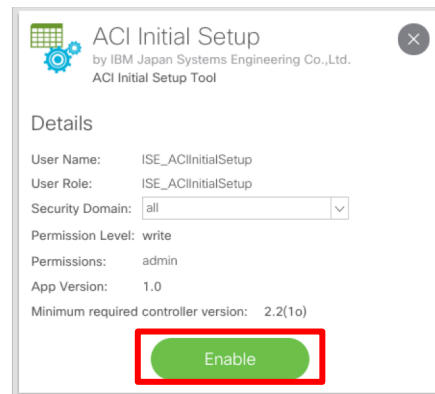 ACI Initial Setup
by IBM Japan Systems Engineering Co.,Ltd.
ACI Initial Setup Tool
Details
User Name: ISE_ACIInitialSetup
User Role: ISE_ACIInitialSetup
Security Domain: all
Permission Level: write
Permissions: admin
App Version: 1.0
Minimum required controller version: 2.2(1o)
Enable